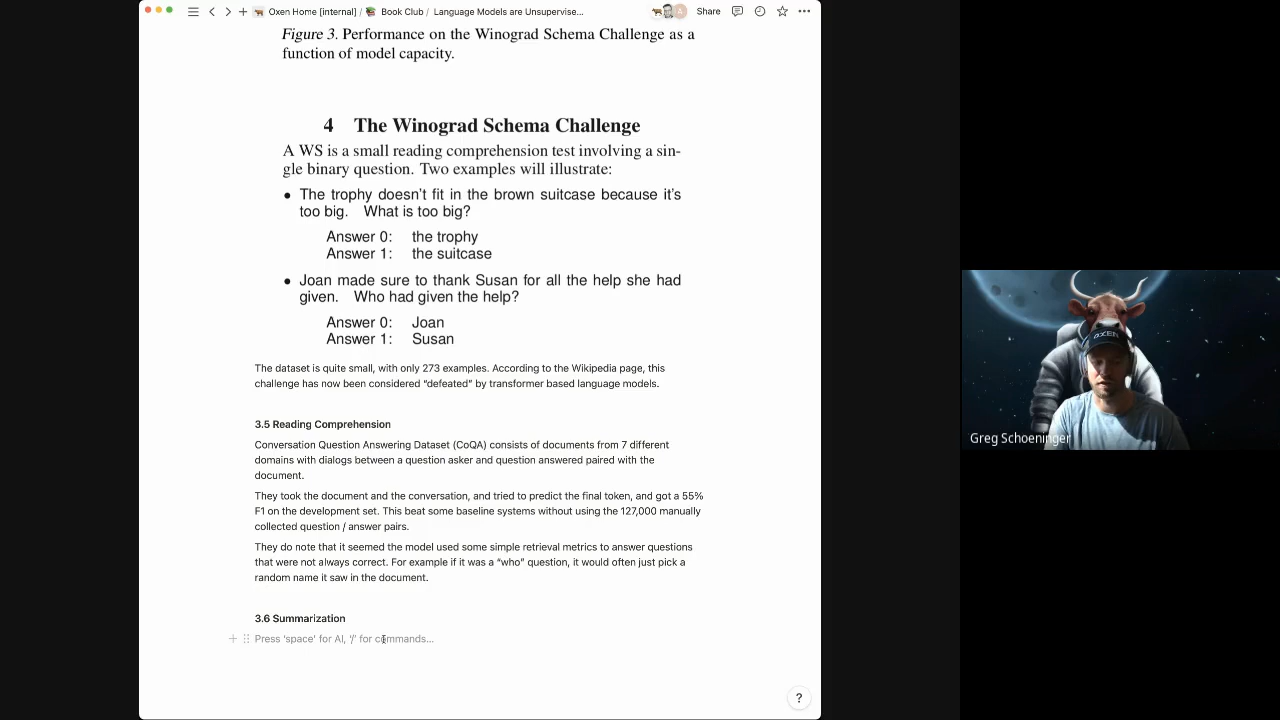 Oxen Home [internal] / Book Club / Language Models are Unsupervise...
Share
Figure 3. Performance on the Winograd Schema Challenge as a
function of model capacity.
4 The Winograd Schema Challenge
A WS is a small reading comprehension test involving a sin-
gle binary question. Two examples will illustrate:
• The trophy doesn't fit in the brown suitcase because it's
too big. What is too big?
Answer 0: the trophy
Answer 1: the suitcase
• Joan made sure to thank Susan for all the help she had
given. Who had given the help?
Answer 0: Joan
Answer 1: Susan
The dataset is quite small, with only 273 examples. According to the Wikipedia page, this
challenge has now been considered “defeated” by transformer based language models.
3.5 Reading Comprehension
Conversation Question Answering Dataset (CoQA) consists of documents from 7 different
domains with dialogs between a question asker and question answered paired with the
document.
They took the document and the conversation, and tried to predict the final token, and got a 55%
F1 on the development set. This beat some baseline systems without using the 127,000 manually
collected question / answer pairs.
They do note that it seemed the model used some simple retrieval metrics to answer questions
that were not always correct. For example if it was a “who” question, it would often just pick a
random name it saw in the document.
3.6 Summarization
Press ‘space’ for AI, ‘/’ for commands...
?
OXEN
Greg Schoeninger